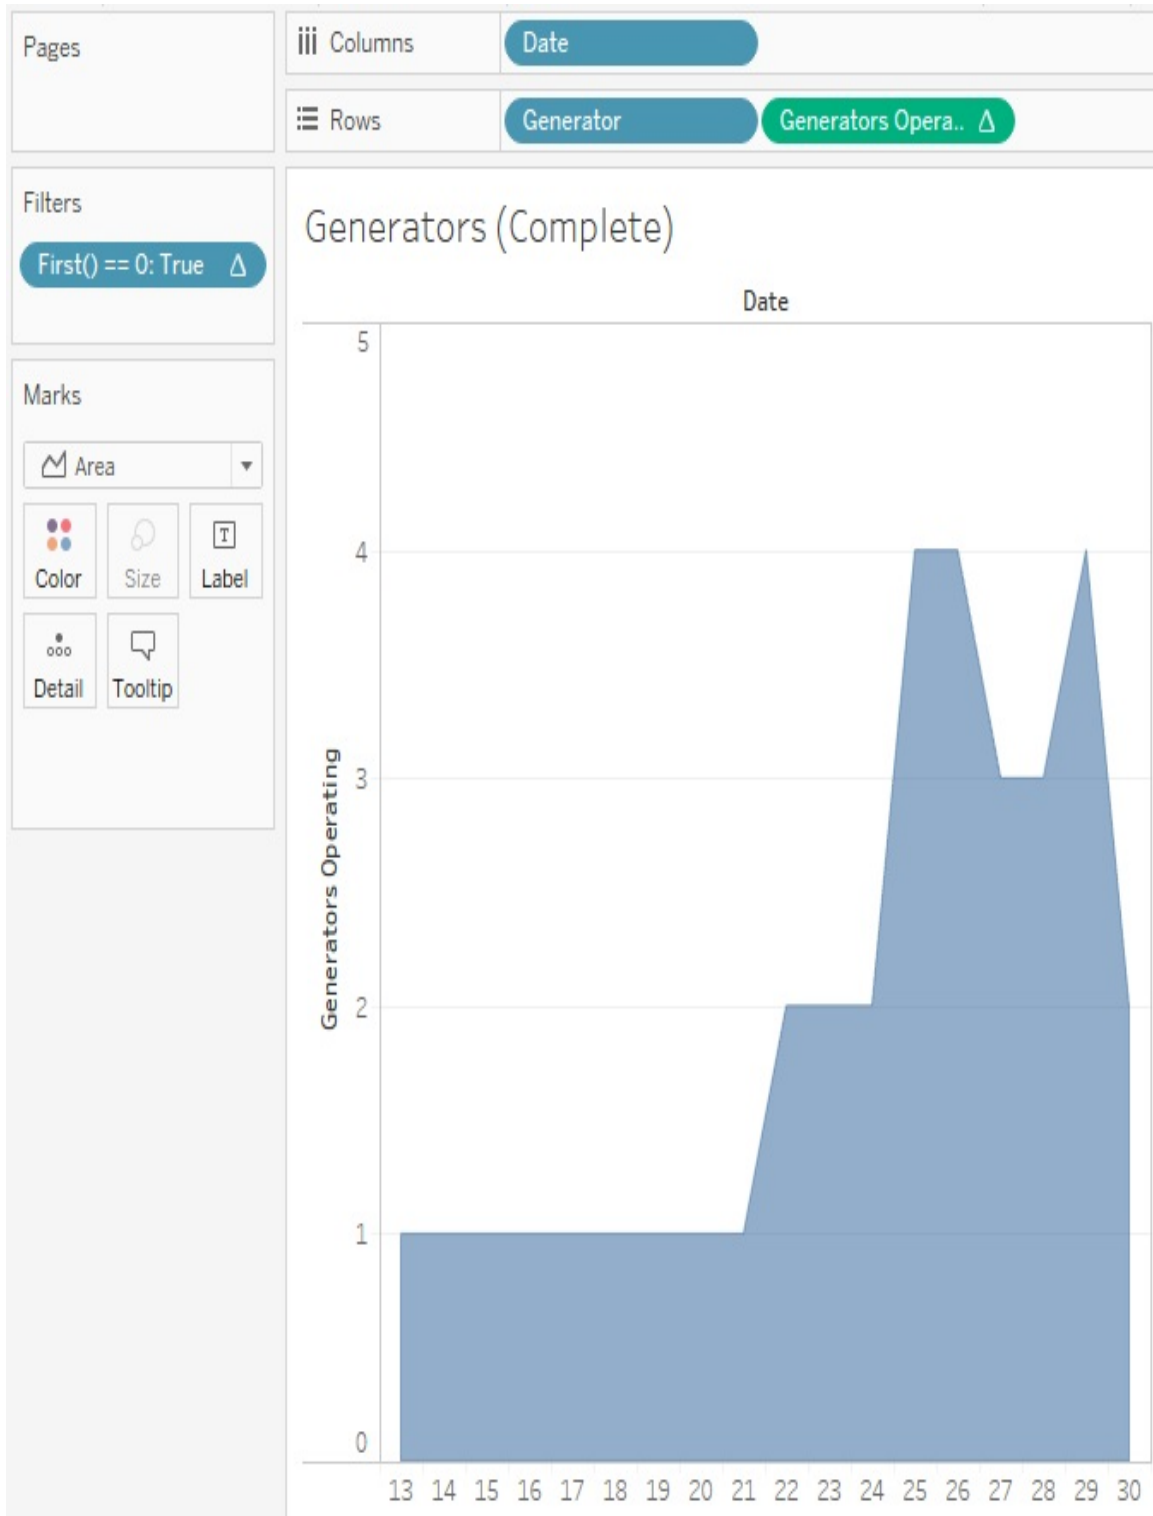 Pages
Columns
Date
Rows
Generator
Generators Opera..
Filters
First() == 0: True
Marks
Area
Color
Size
Label
Detail
Tooltip
Generators (Complete)
Date
5
4
3
2
1
0
Generators Operating
13 14 15 16 17 18 19 20 21 22 23 24 25 26 27 28 29 30